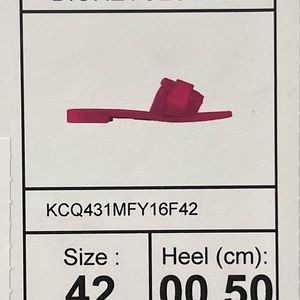 KCQ431MFY16F42
Size : Heel (cm):
42 00.50